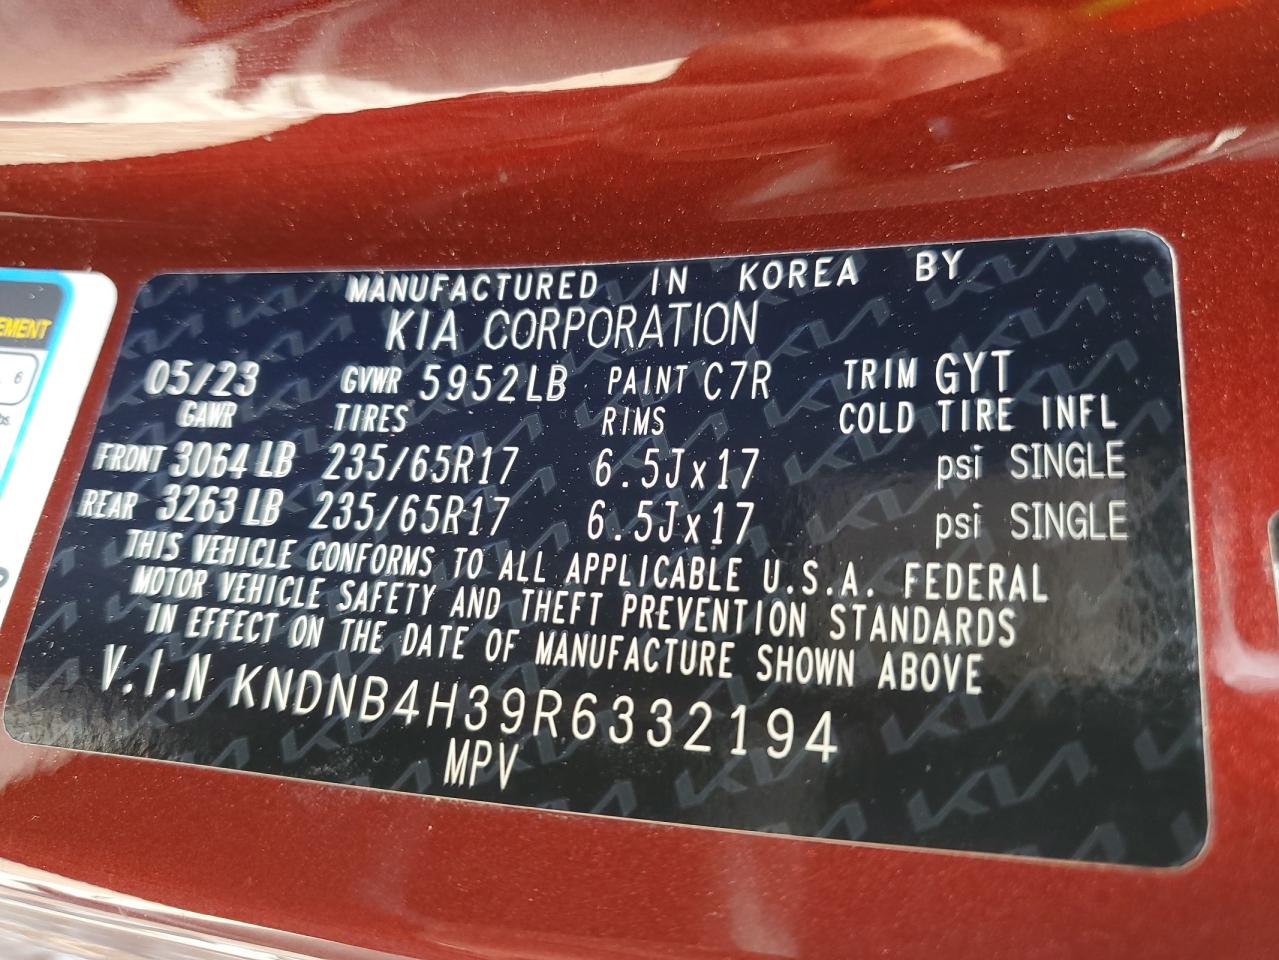 MANUFACTURED IN KOREA BY
KIA CORPORATION
05/23 GVWR 5952LB PAINT C7R TRIM GYT
GAWR TIRES RIMS COLD TIRE INFL
FRONT 3064 LB 235/65R17 6.5Jx17 psi SINGLE
REAR 3263 LB 235/65R17 6.5Jx17 psi SINGLE
THIS VEHICLE CONFORMS TO ALL APPLICABLE U.S.A. FEDERAL
MOTOR VEHICLE SAFETY AND THEFT PREVENTION STANDARDS
IN EFFECT ON THE DATE OF MANUFACTURE SHOWN ABOVE
V.I.N KNDNB4H39R6332194
MPV
EMENT
6